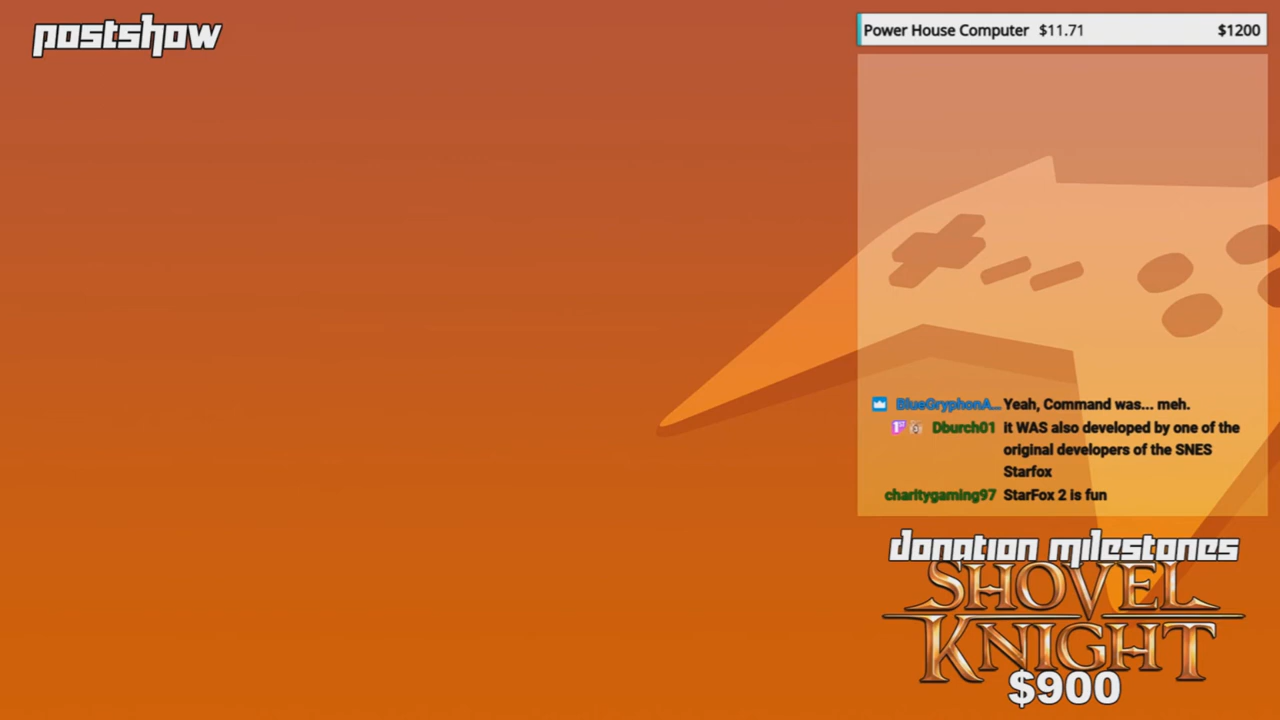 postshow
Power House Computer $11.71 $1200
BlueGryphonA... Yeah, Command was... meh.
Dburch01 it WAS also developed by one of the
original developers of the SNES
Starfox
charitygaming97 StarFox 2 is fun
donation milestones
SHOVEL
KNIGHT
$900